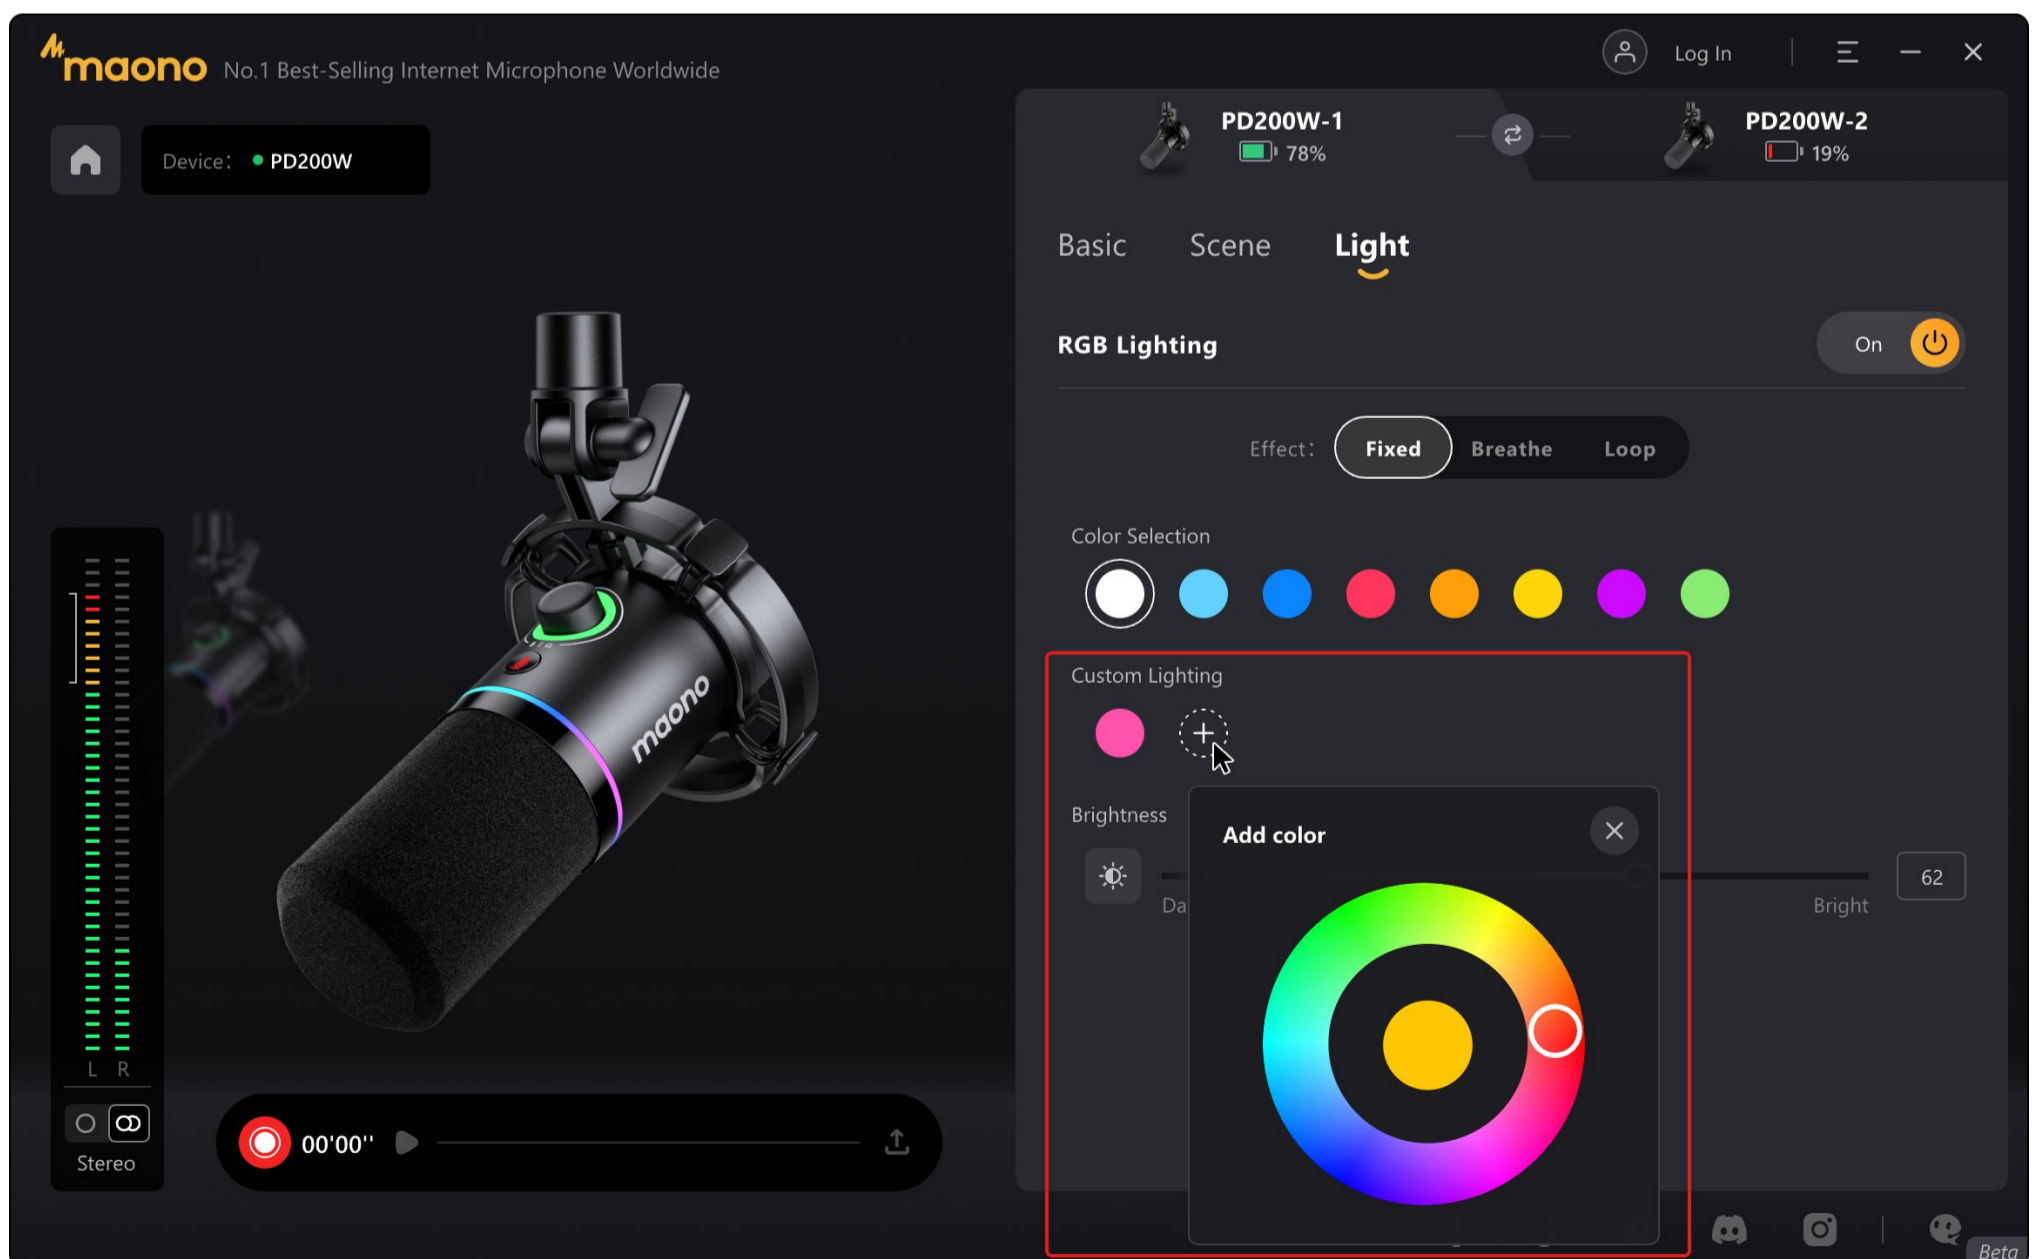 maono No.1 Best-Selling Internet Microphone Worldwide
Log In
Device: PD200W
PD200W-1
78%
PD200W-2
19%
Basic Scene Light
RGB Lighting
On
Effect: Fixed Breathe Loop
Color Selection
Custom Lighting
Brightness
Add color
62
Da
Bright
maono
L R
Stereo
00'00''
Beta